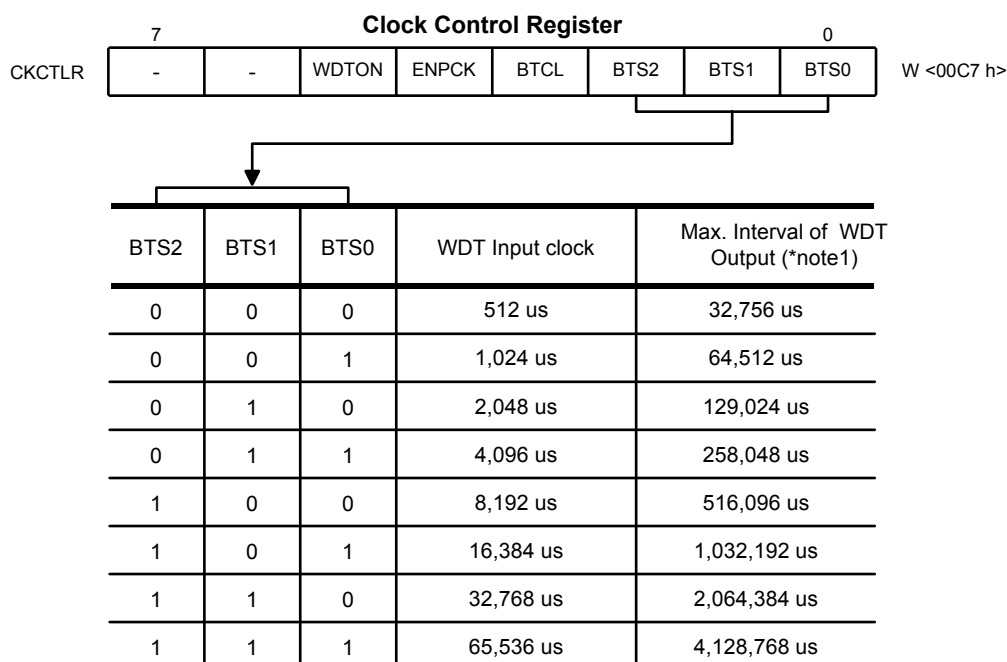 Clock Control Register
7 0
CKCTLR - - WDTON ENPCK BTCL BTS2 BTS1 BTS0 W <00C7 h>
BTS2 BTS1 BTS0 WDT Input clock Max. Interval of WDT
Output (*note1)
0 0 0 512 us 32,756 us
0 0 1 1,024 us 64,512 us
0 1 0 2,048 us 129,024 us
0 1 1 4,096 us 258,048 us
1 0 0 8,192 us 516,096 us
1 0 1 16,384 us 1,032,192 us
1 1 0 32,768 us 2,064,384 us
1 1 1 65,536 us 4,128,768 us